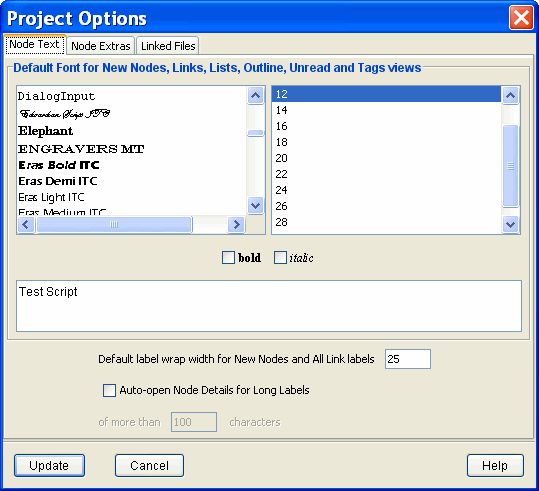 Project Options
Node Text Node Extras Linked Files
Default Font for New Nodes, Links, Lists, Outline, Unread and Tags views
DialogInput
Edwardian Script ITC
Elephant
ENGRAVERS MT
Eras Bold ITC
Eras Demi ITC
Eras Light ITC
Eras Medium ITC
12
14
16
18
20
22
24
26
28
bold italic
Test Script
Default label wrap width for New Nodes and All Link labels 25
Auto-open Node Details for Long Labels
of more than 100 characters
Update Cancel Help